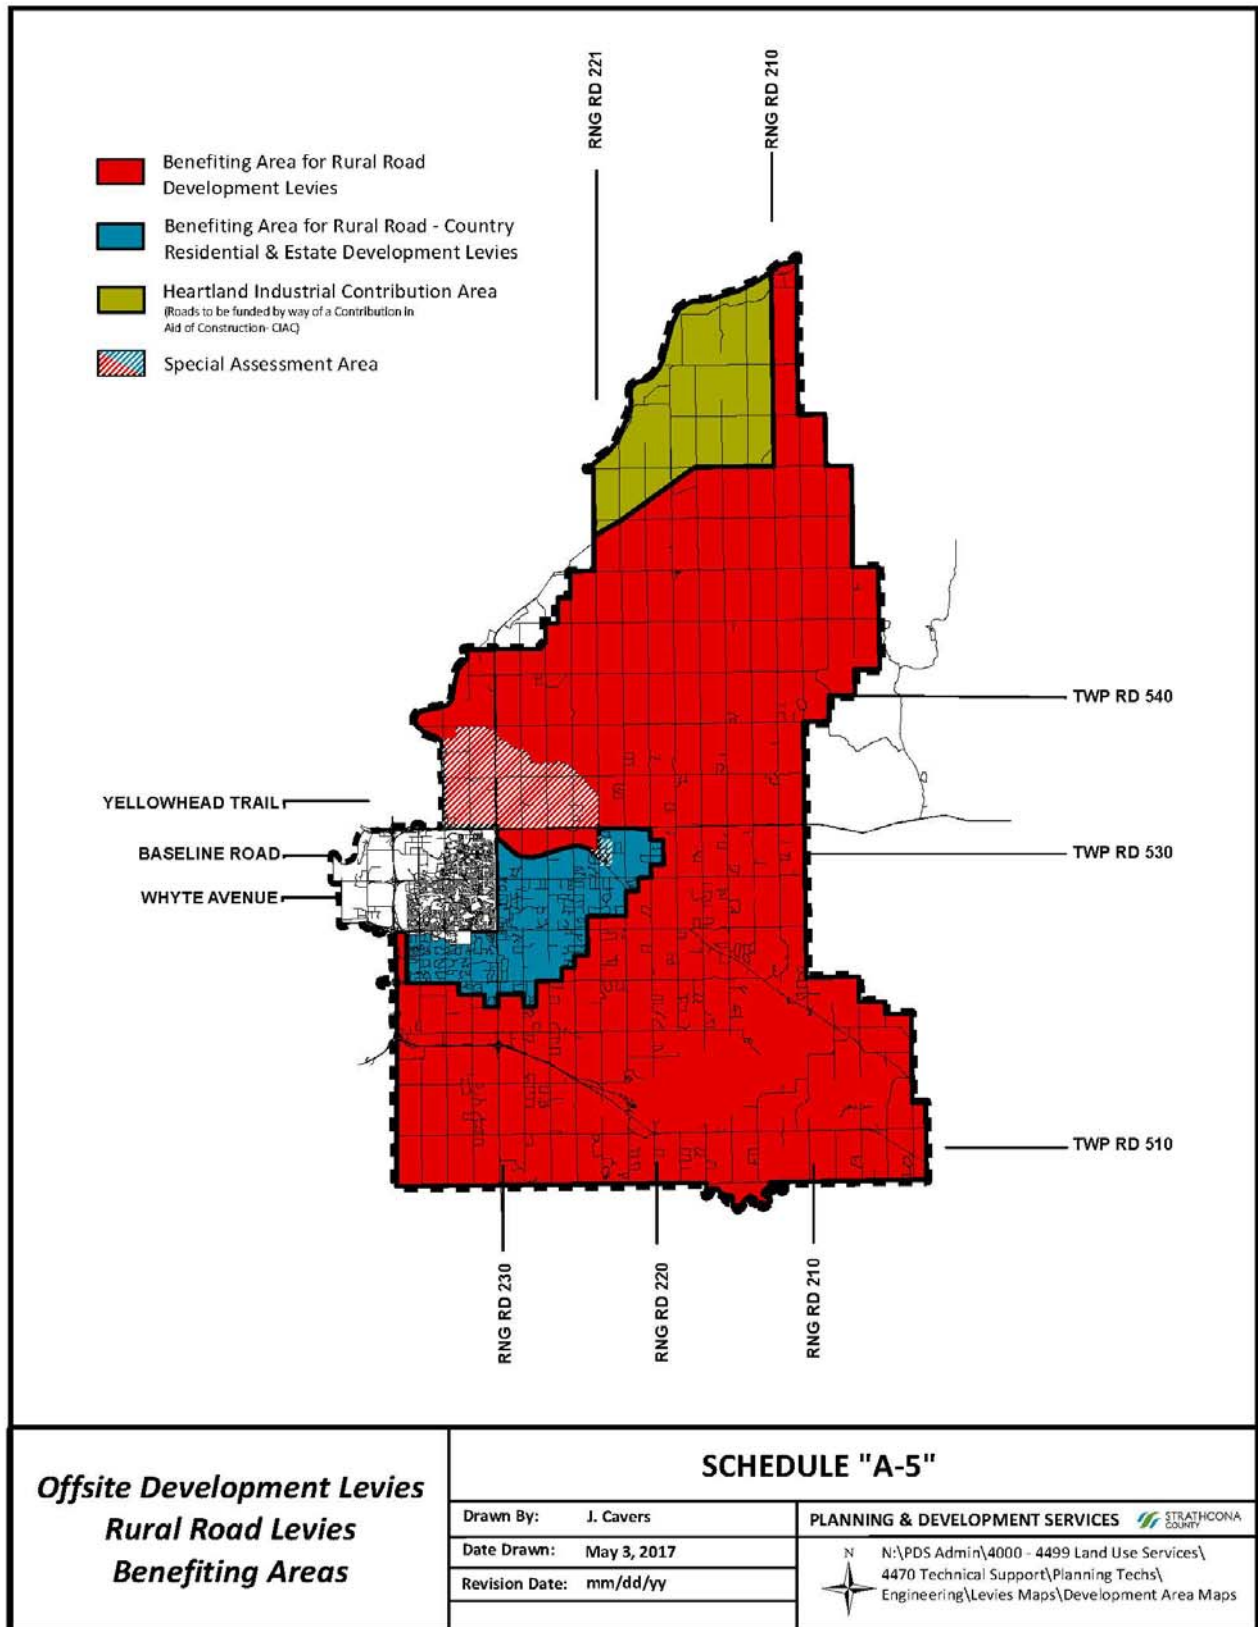 RNG RD 221
RNG RD 210
Benefiting Area for Rural Road
Development Levies
Benefiting Area for Rural Road - Country
Residential & Estate Development Levies
Heartland Industrial Contribution Area
(Roads to be funded by way of a Contribution in
Aid of Construction- CIAC)
Special Assessment Area
TWP RD 540
YELLOWHEAD TRAIL
BASELINE ROAD
WHYTE AVENUE
TWP RD 530
TWP RD 510
RNG RD 230
RNG RD 220
RNG RD 210
Offsite Development Levies
Rural Road Levies
Benefiting Areas
SCHEDULE "A-5"
Drawn By: J. Cavers
Date Drawn: May 3, 2017
Revision Date: mm/dd/yy
PLANNING & DEVELOPMENT SERVICES
STRATHCONA
COUNTY
N
N:\PDS Admin\4000 - 4499 Land Use Services\
4470 Technical Support\Planning Techs\
Engineering\Levies Maps\Development Area Maps